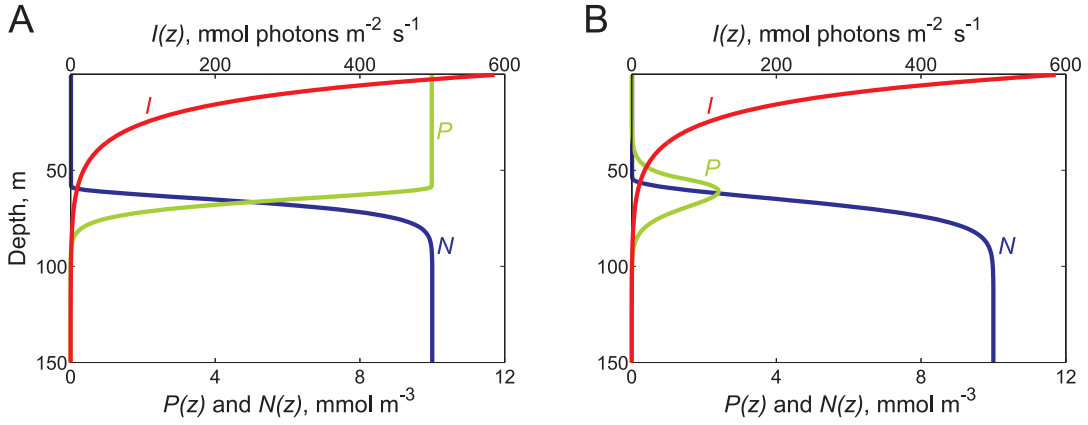 A
I(z), mmol photons m⁻² s⁻¹
0 200 400 600
I
P
N
50
100
150
Depth, m
0 4 8 12
P(z) and N(z), mmol m⁻³
B
I(z), mmol photons m⁻² s⁻¹
0 200 400 600
I
P
N
50
100
150
0 4 8 12
P(z) and N(z), mmol m⁻³